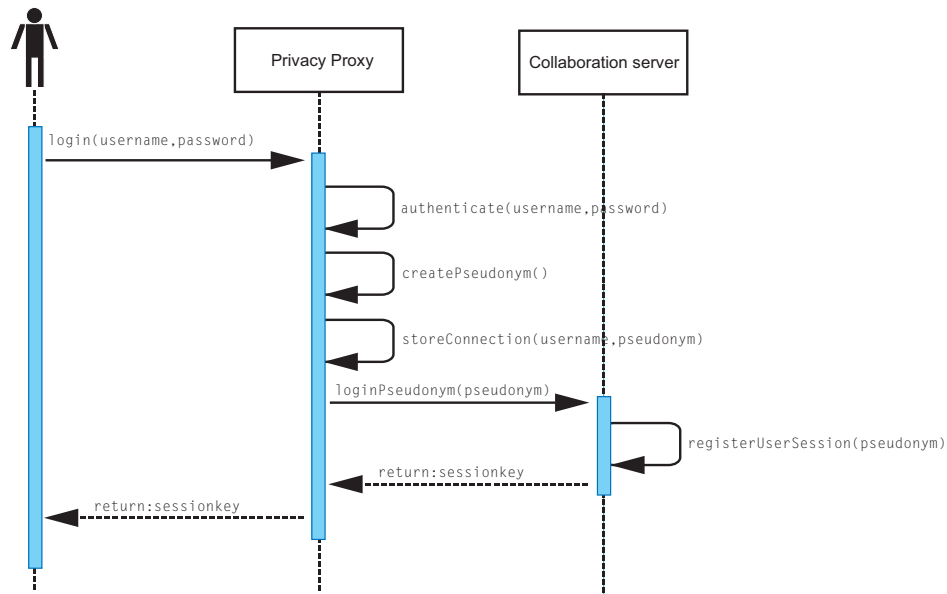 Privacy Proxy
Collaboration server
login(username,password)
authenticate(username,password)
createPseudonym()
storeConnection(username,pseudonym)
loginPseudonym(pseudonym)
registerUserSession(pseudonym)
return:sessionkey
return:sessionkey